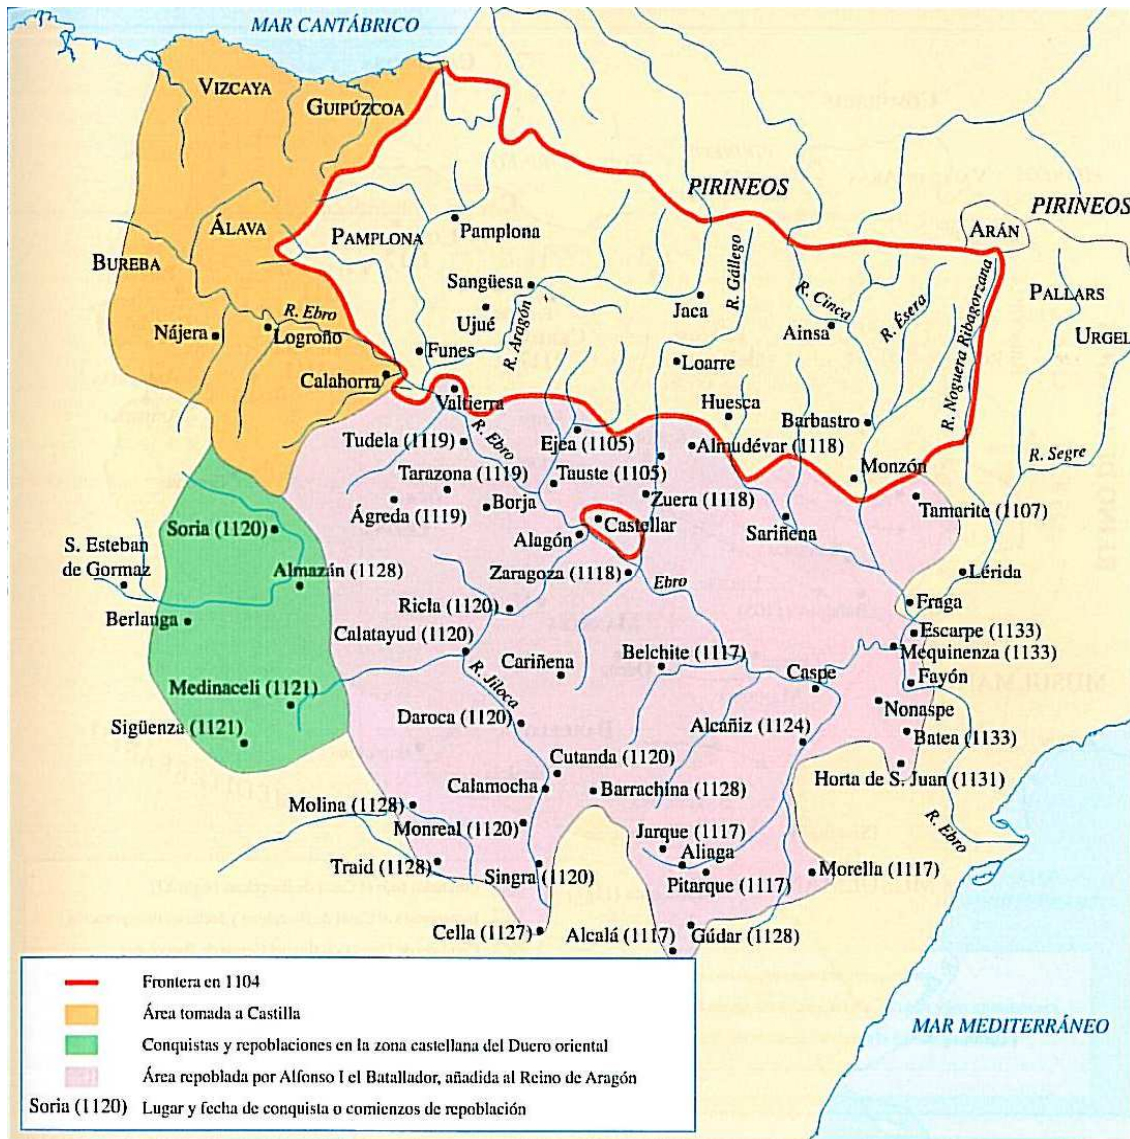 MAR CANTÁBRICO
VIZCAYA
GUIPÚZCOA
PIRINEOS
ARÁN
PIRINEOS
ÁLAVA
PAMPLONA
Pamplona
BUREBA
Sangüesa
R. Gállego
R. Cinca
R. Ésera
R. Noguera Ribagorzana
PALLARS
URGEL
R. Ebro
Nájera
Logroño
Ujué
R. Aragón
Jaca
Ainsa
Funes
Loarre
Calahorra
Valtierra
Huesca
Barbastro
R. Ebro
Tudela (1119)
Ejea (1105)
Almudévar (1118)
R. Segre
Tarazona (1119)
Tauste (1105)
Monzón
Ágreda (1119)
Borja
Zuera (1118)
Tamarite (1107)
Soria (1120)
Castellar
Sariñena
Alagón
S. Esteban
de Gormaz
Almazán (1128)
Zaragoza (1118)
Ebro
Lérida
Berlanga
Ricla (1120)
Fraga
Calatayud (1120)
Escarpe (1133)
Belchite (1117)
Mequinenza (1133)
Cariñena
R. Jiloca
Caspe
Fayón
Medinaceli (1121)
Nonaspe
Sigüenza (1121)
Daroca (1120)
Alcañiz (1124)
Batea (1133)
Cutanda (1120)
Horta de S. Juan (1131)
Calamocha
Barrachina (1128)
Molina (1128)
Monreal (1120)
Jarque (1117)
R. Ebro
Aliaga
Traid (1128)
Singra (1120)
Pitarque (1117)
Morella (1117)
Cella (1127)
Alcalá (1117)
Gúdar (1128)
MAR MEDITERRÁNEO
Frontera en 1104
Área tomada a Castilla
Conquistas y repoblaciones en la zona castellana del Duero oriental
Área repoblada por Alfonso I el Batallador, añadida al Reino de Aragón
Soria (1120) Lugar y fecha de conquista o comienzos de repoblación